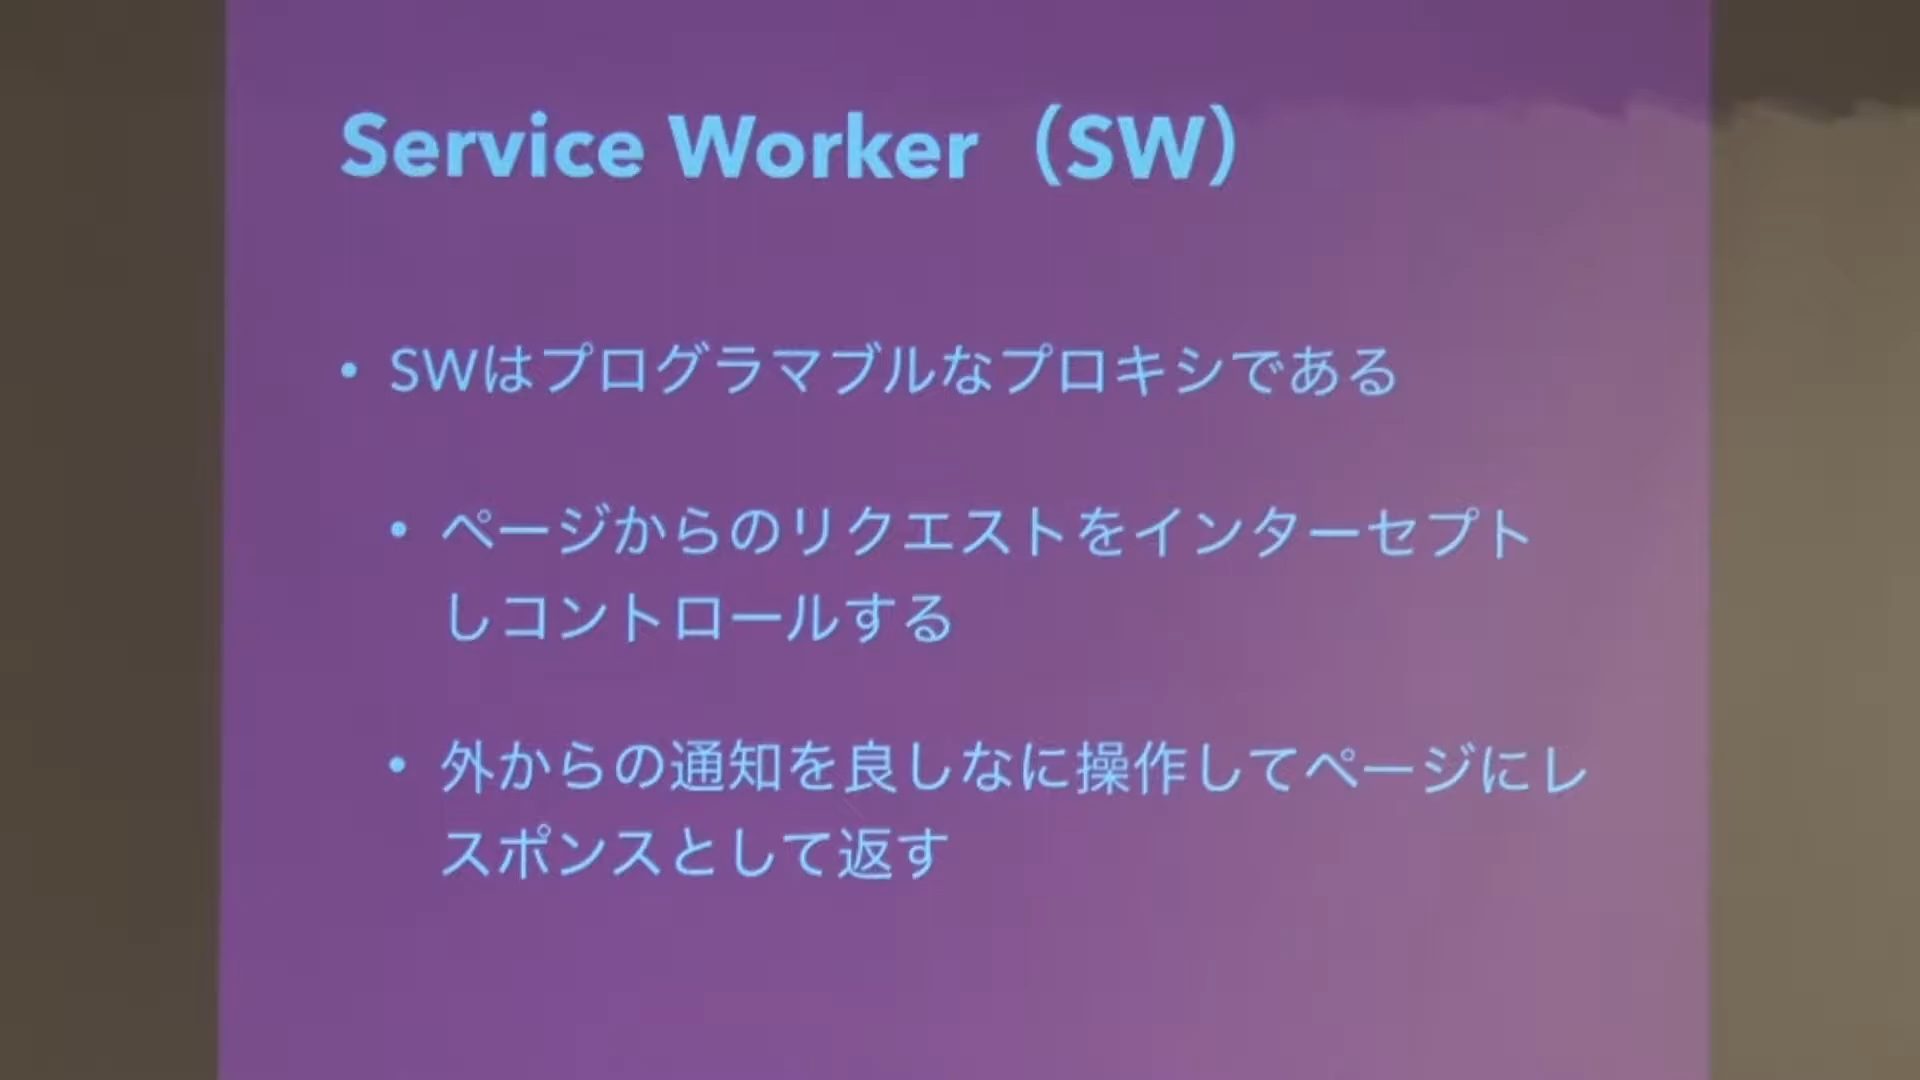 Service Worker（SW）
• SWはプログラマブルなプロキシである
• ページからのリクエストをインターセプト
しコントロールする
• 外からの通知を良しなに操作してページにレ
スポンスとして返す